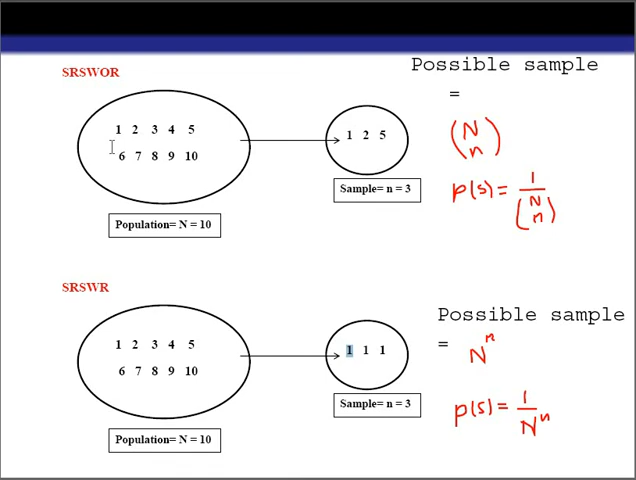 SRSWOR
1 2 3 4 5
6 7 8 9 10
Population= N = 10
1 2 5
Sample= n = 3
Possible sample
=
(N n)
p(s) = 1/(N n)
SRSWR
1 2 3 4 5
6 7 8 9 10
Population= N = 10
1 1 1
Sample= n = 3
Possible sample
= N^n
p(s) = 1/N^n